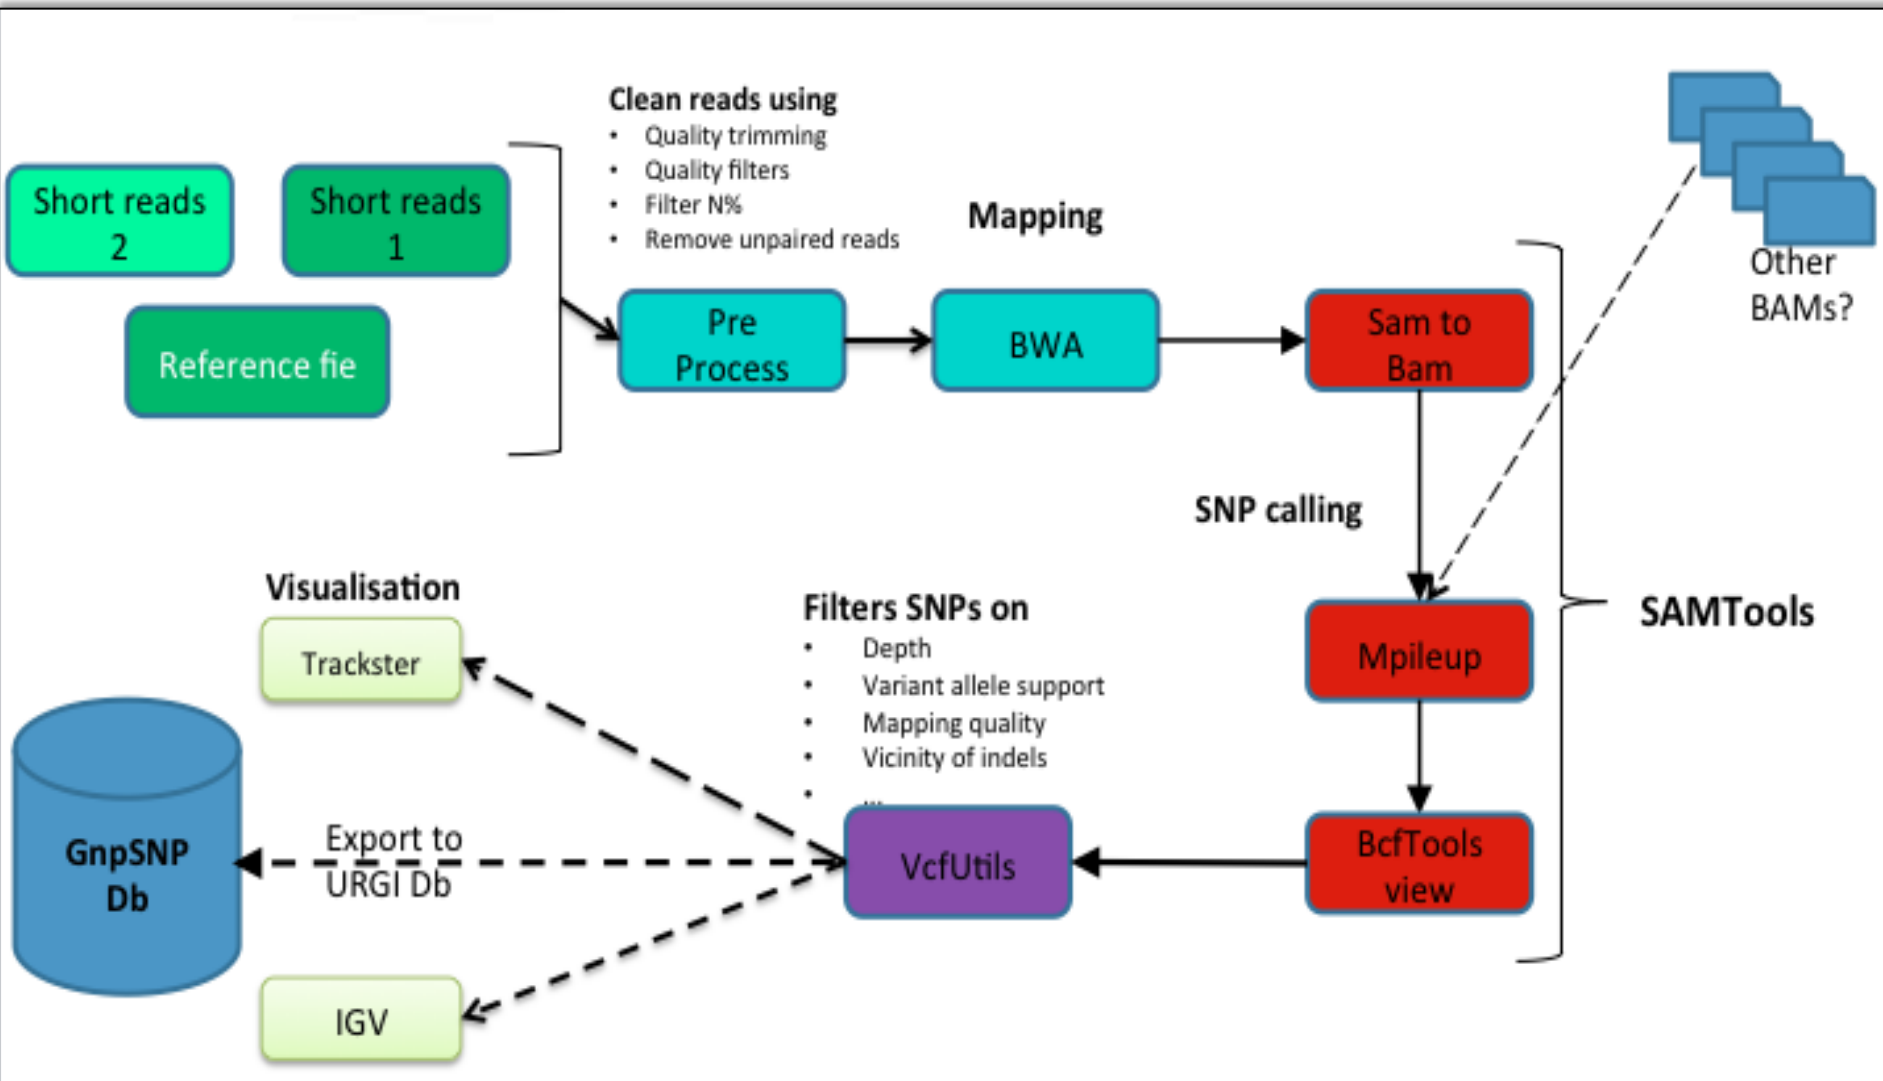 Clean reads using
• Quality trimming
• Quality filters
• Filter N%
• Remove unpaired reads
Short reads
2
Short reads
1
Reference fie
Mapping
Pre
Process
BWA
Sam to
Bam
Other
BAMs?
SNP calling
SAMTools
Mpileup
BcfTools
view
Filters SNPs on
• Depth
• Variant allele support
• Mapping quality
• Vicinity of indels
• ...
VcfUtils
Visualisation
Trackster
Export to
URGI Db
GnpSNP
Db
IGV